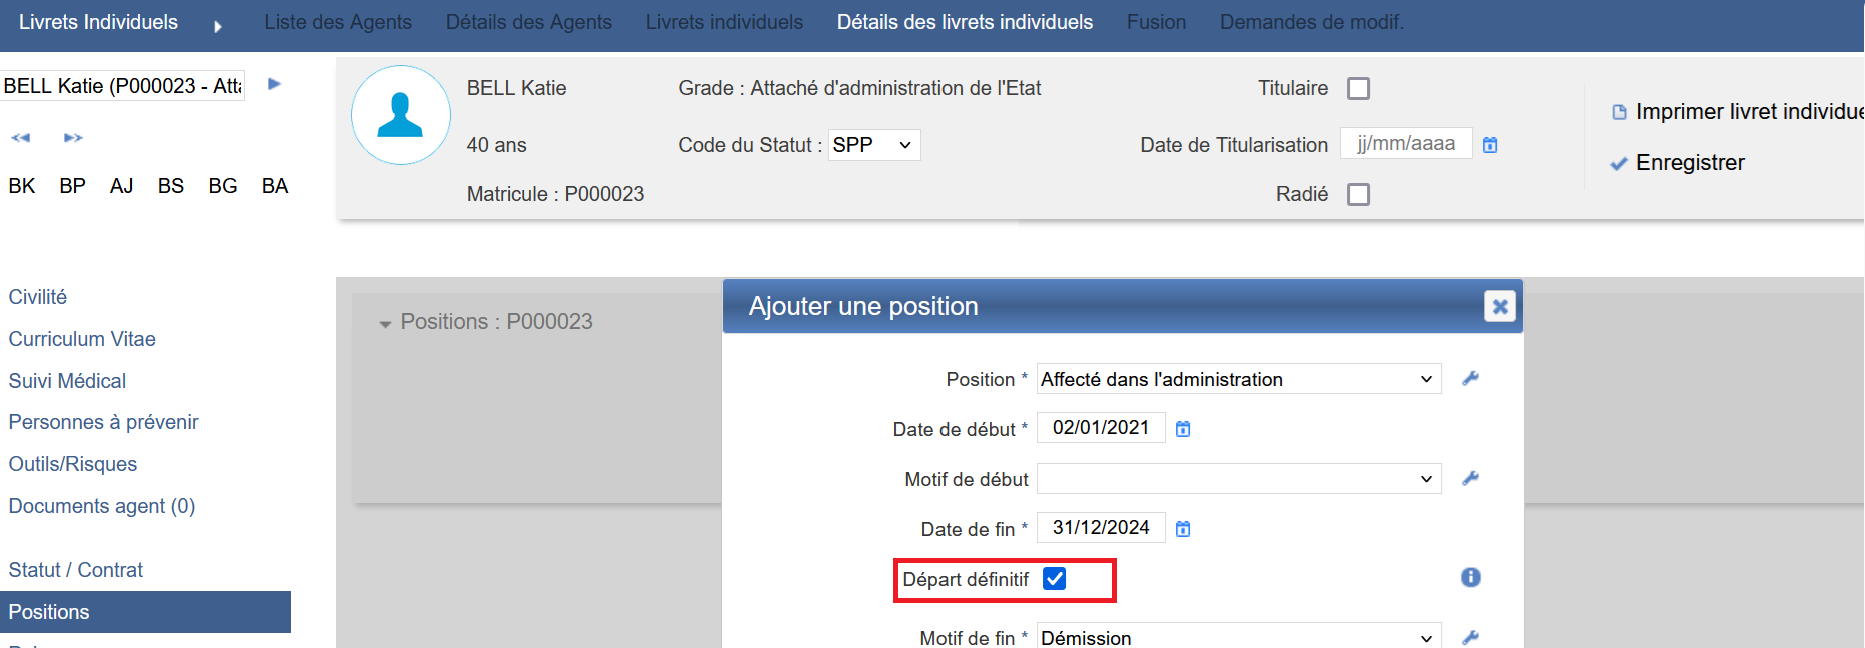 Livrets Individuels Liste des Agents Détails des Agents Livrets individuels Détails des livrets individuels Fusion Demandes de modif.
BELL Katie (P000023 - Atta
BK BP AJ BS BG BA
BELL Katie Grade : Attaché d'administration de l'Etat Titulaire
40 ans Code du Statut : SPP Date de Titularisation jj/mm/aaaa
Matricule : P000023 Radié
Imprimer livret individue
Enregistrer
Civilité
Curriculum Vitae
Suivi Médical
Personnes à prévenir
Outils/Risques
Documents agent (0)
Statut / Contrat
Positions
Positions : P000023
Ajouter une position
Position * Affecté dans l'administration
Date de début * 02/01/2021
Motif de début
Date de fin * 31/12/2024
Départ définitif
Motif de fin * Démission